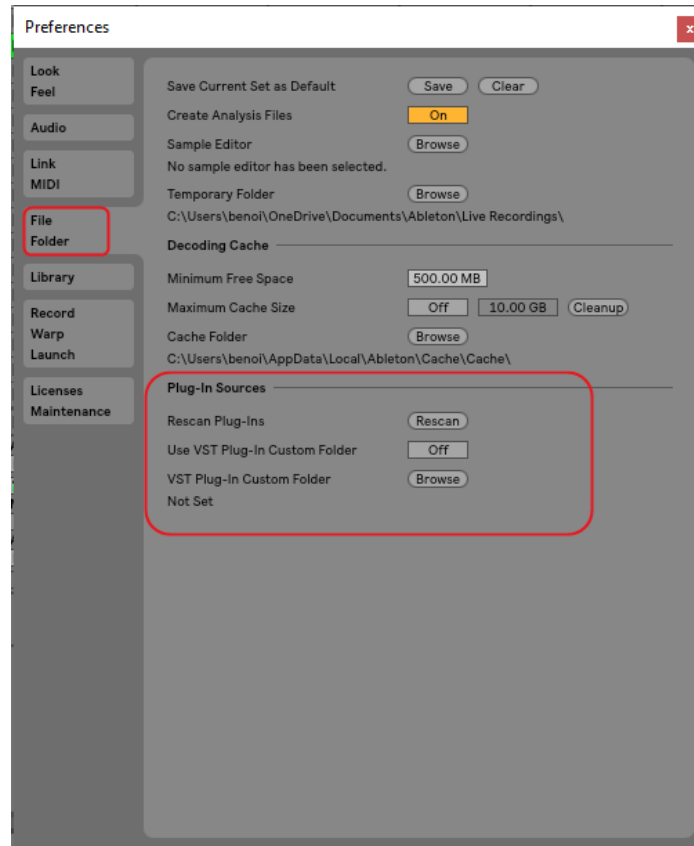 Preferences
x
Look
Feel
Audio
Link
MIDI
File
Folder
Library
Record
Warp
Launch
Licenses
Maintenance
Save Current Set as Default Save Clear
Create Analysis Files On
Sample Editor Browse
No sample editor has been selected.
Temporary Folder Browse
C:\Users\benoi\OneDrive\Documents\Ableton\Live Recordings\
Decoding Cache
Minimum Free Space 500.00 MB
Maximum Cache Size Off 10.00 GB Cleanup
Cache Folder Browse
C:\Users\benoi\AppData\Local\Ableton\Cache\Cache\
Plug-In Sources
Rescan Plug-Ins Rescan
Use VST Plug-In Custom Folder Off
VST Plug-In Custom Folder Browse
Not Set